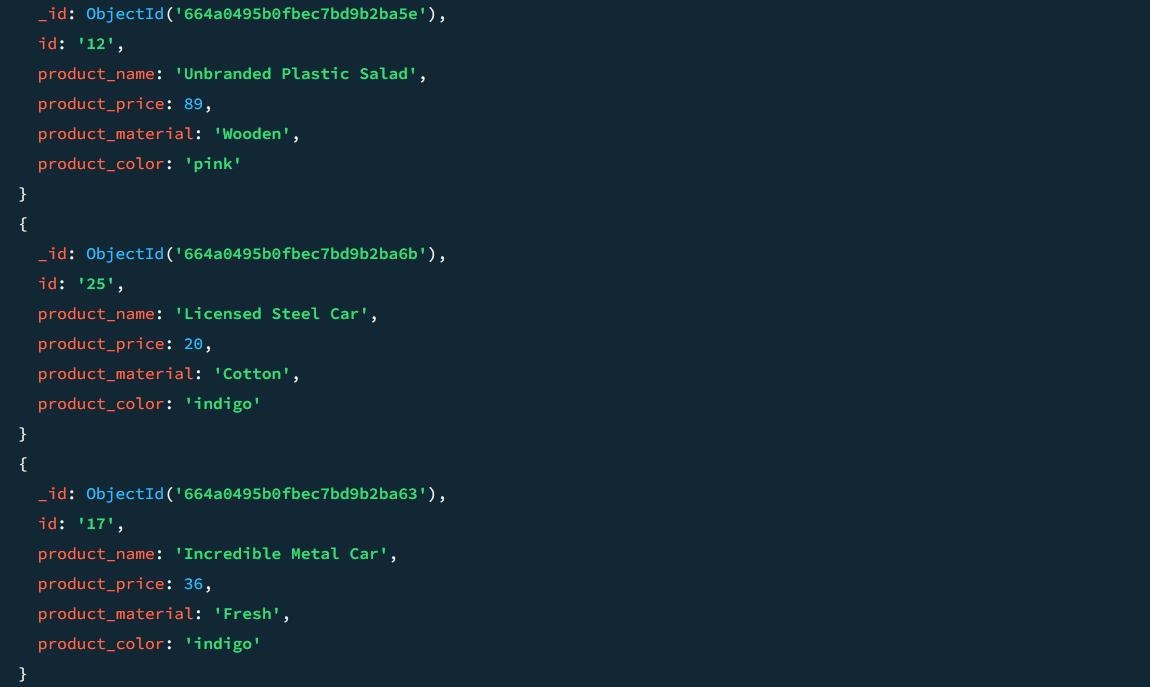 _id: ObjectId('664a0495b0fbec7bd9b2ba5e'),
id: '12',
product_name: 'Unbranded Plastic Salad',
product_price: 89,
product_material: 'Wooden',
product_color: 'pink'
}
{
_id: ObjectId('664a0495b0fbec7bd9b2ba6b'),
id: '25',
product_name: 'Licensed Steel Car',
product_price: 20,
product_material: 'Cotton',
product_color: 'indigo'
}
{
_id: ObjectId('664a0495b0fbec7bd9b2ba63'),
id: '17',
product_name: 'Incredible Metal Car',
product_price: 36,
product_material: 'Fresh',
product_color: 'indigo'
}